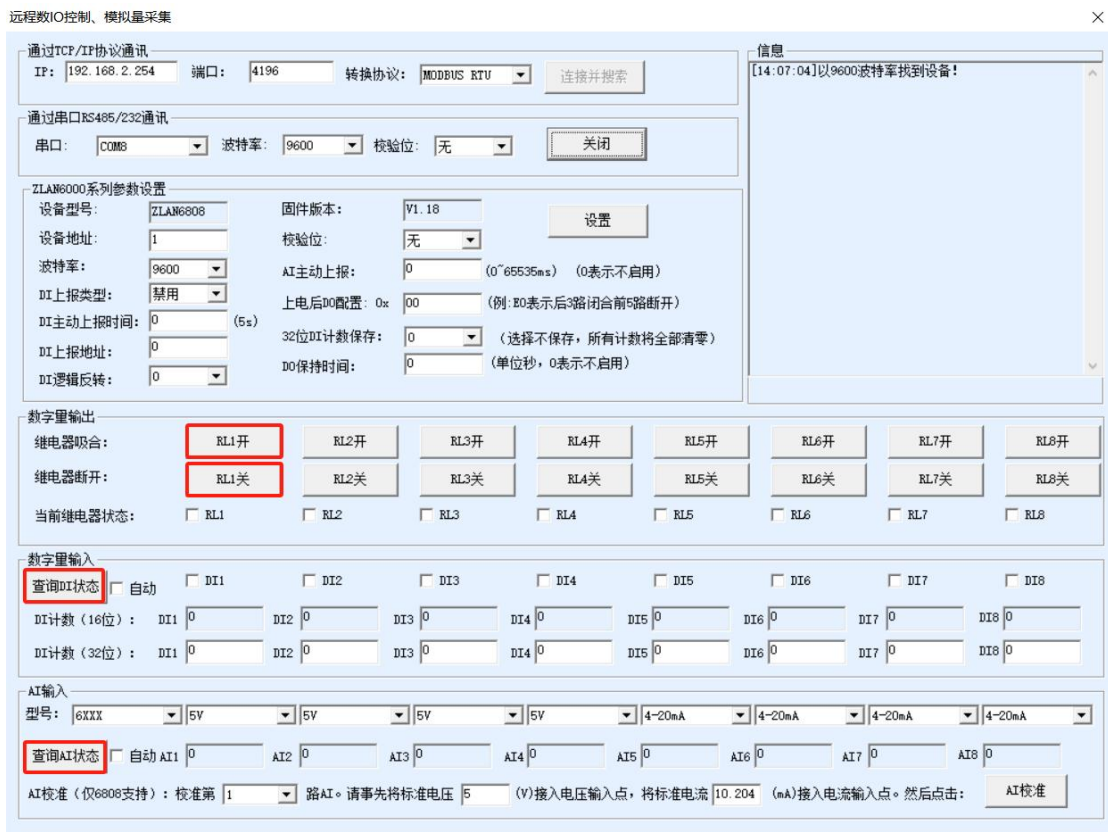 远程数IO控制、模拟量采集
通过TCP/IP协议通讯
IP: 192.168.2.254 端口: 4196 转换协议: MODBUS RTU 连接并搜索
信息
[14:07:04]以9600波特率找到设备!
通过串口RS485/232通讯
串口: COM8 波特率: 9600 校验位: 无 关闭
ZLAN6000系列参数设置
设备型号: ZLAN6808 固件版本: V1.18 设置
设备地址: 1 校验位: 无
波特率: 9600 AI主动上报: 0 (0~65535ms) (0表示不启用)
DI上报类型: 禁用 上电后DO配置: 0x 00 (例:E0表示后3路闭合前5路断开)
DI主动上报时间: 0 (5s) 32位DI计数保存: 0 (选择不保存，所有计数将全部清零)
DI上报地址: 0 DO保持时间: 0 (单位秒，0表示不启用)
DI逻辑反转: 0
数字量输出
继电器吸合: RL1开 RL2开 RL3开 RL4开 RL5开 RL6开 RL7开 RL8开
继电器断开: RL1关 RL2关 RL3关 RL4关 RL5关 RL6关 RL7关 RL8关
当前继电器状态: RL1 RL2 RL3 RL4 RL5 RL6 RL7 RL8
数字量输入
查询DI状态 自动 DI1 DI2 DI3 DI4 DI5 DI6 DI7 DI8
DI计数（16位）: DI1 0 DI2 0 DI3 0 DI4 0 DI5 0 DI6 0 DI7 0 DI8 0
DI计数（32位）: DI1 0 DI2 0 DI3 0 DI4 0 DI5 0 DI6 0 DI7 0 DI8 0
AI输入
型号: 6XXX 5V 5V 5V 5V 4-20mA 4-20mA 4-20mA 4-20mA
查询AI状态 自动 AI1 0 AI2 0 AI3 0 AI4 0 AI5 0 AI6 0 AI7 0 AI8 0
AI校准（仅6808支持）: 校准第 1 路AI。请事先将标准电压 5 (V)接入电压输入点，将标准电流 10.204 (mA)接入电流输入点。然后点击: AI校准